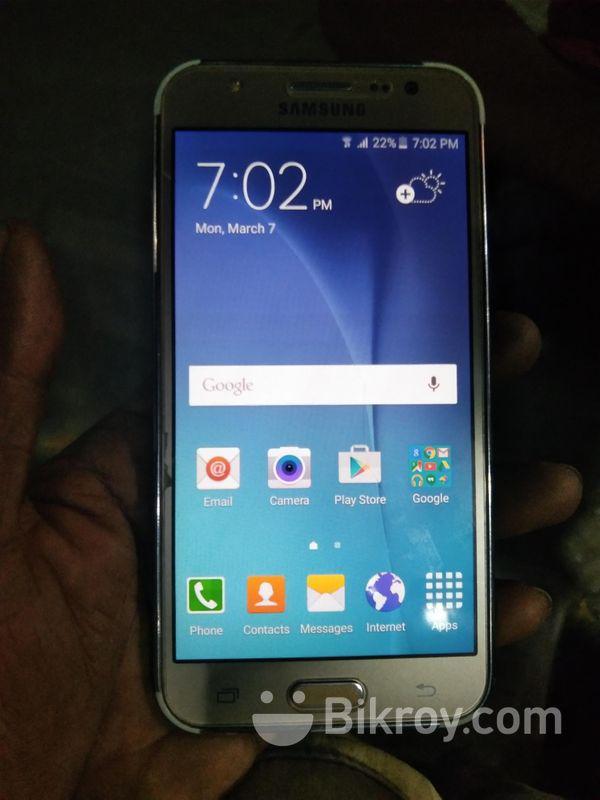 SAMSUNG
22% 7:02 PM
7:02 PM
Mon, March 7
Google
Email Camera Play Store Google
Phone Contacts Messages Internet Apps
Bikroy.com